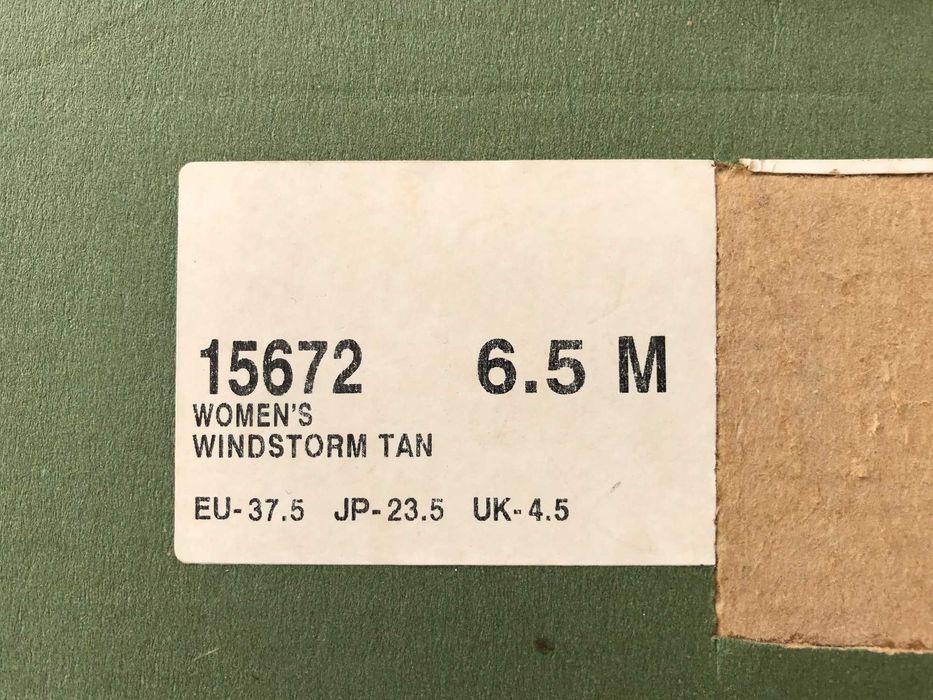 15672 6.5 M
WOMEN'S
WINDSTORM TAN
EU-37.5 JP-23.5 UK-4.5